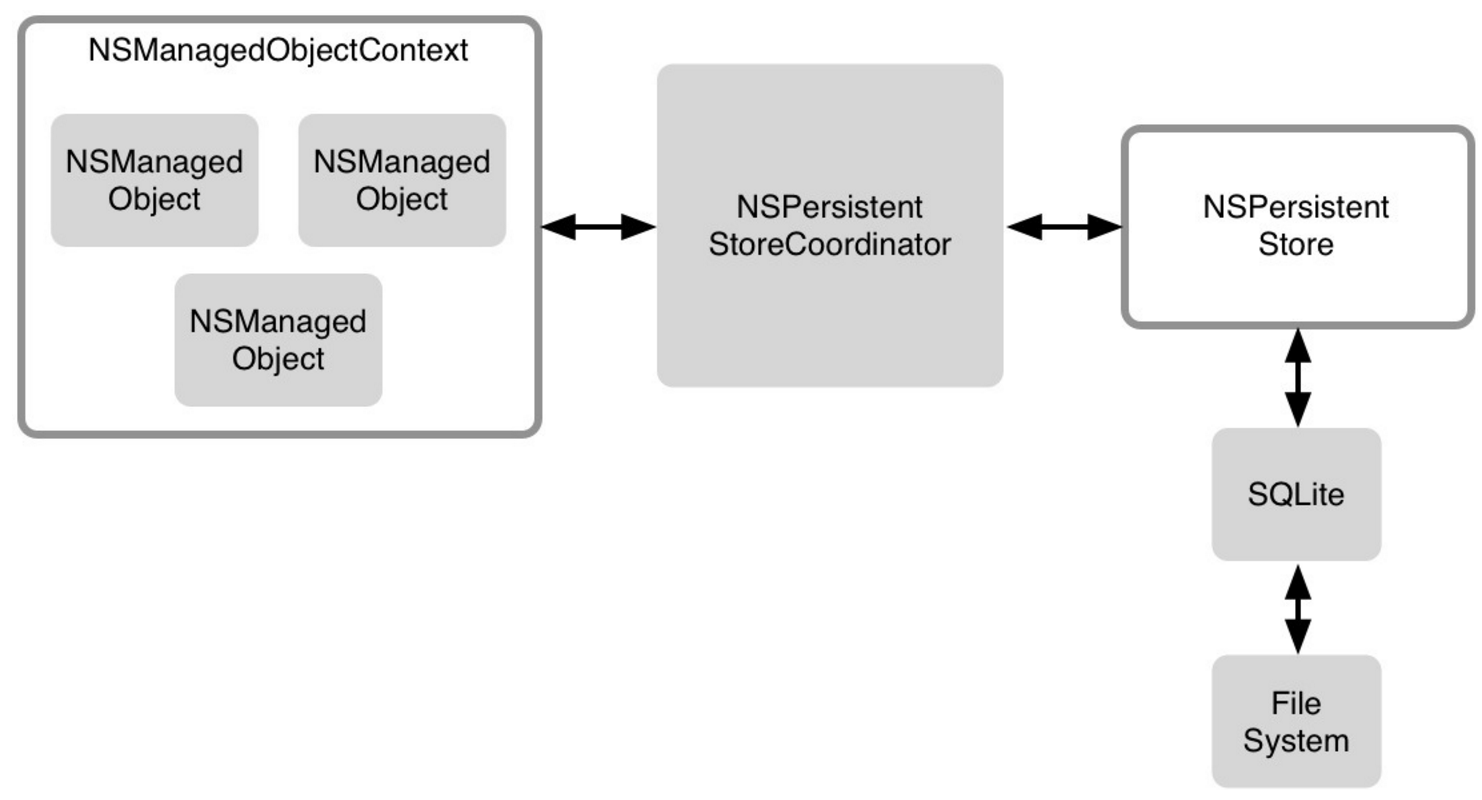 NSManagedObjectContext
NSManaged
Object
NSManaged
Object
NSManaged
Object
NSPersistent
StoreCoordinator
NSPersistent
Store
SQLite
File
System